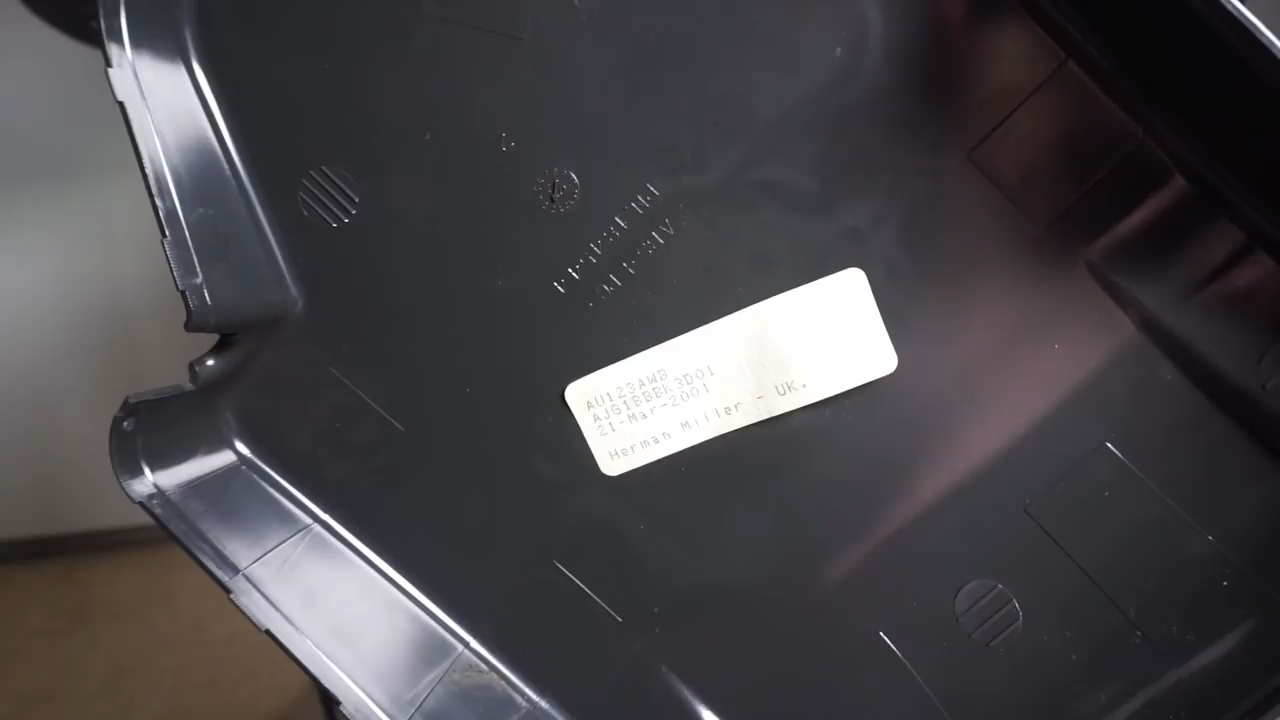 AU123AWB
AJG1BBBK3D01
21-Mar-2001
Herman Miller - UK.